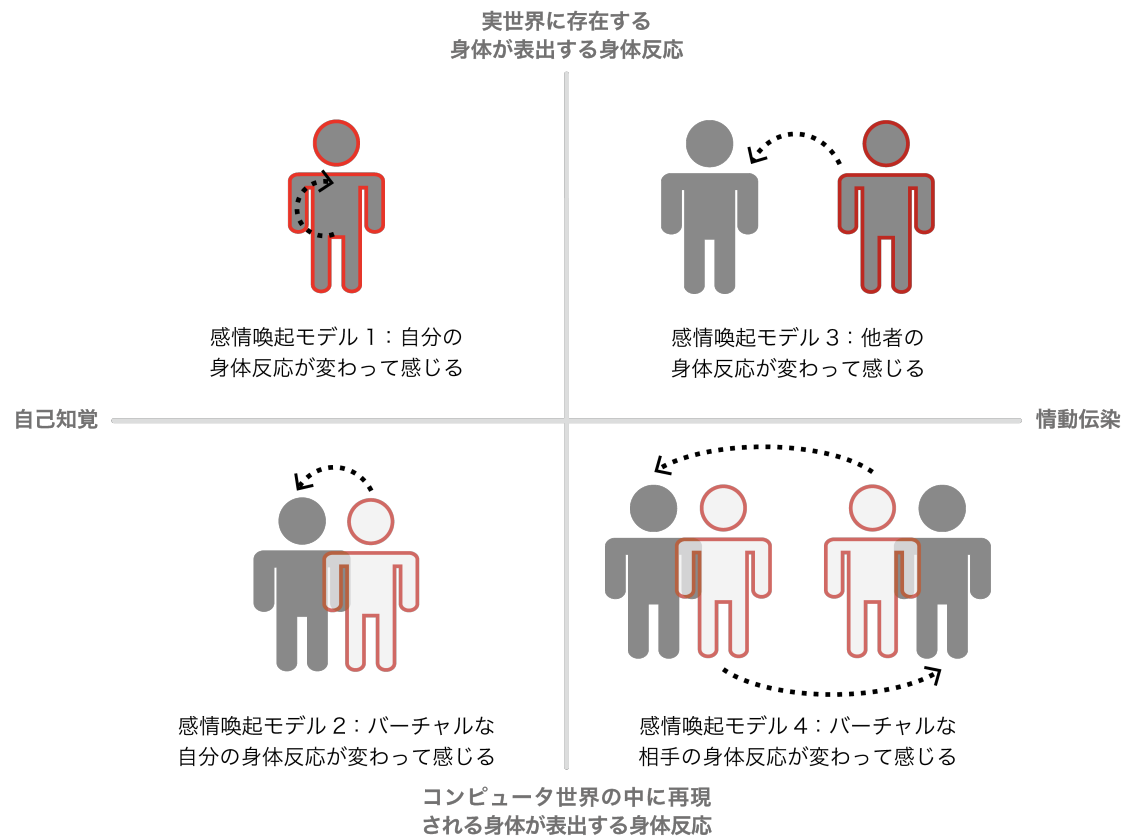 実世界に存在する
身体が表出する身体反応
感情喚起モデル1：自分の
身体反応が変わって感じる
感情喚起モデル3：他者の
身体反応が変わって感じる
自己知覚
情動伝染
感情喚起モデル2：バーチャルな
自分の身体反応が変わって感じる
感情喚起モデル4：バーチャルな
相手の身体反応が変わって感じる
コンピュータ世界の中に再現
される身体が表出する身体反応